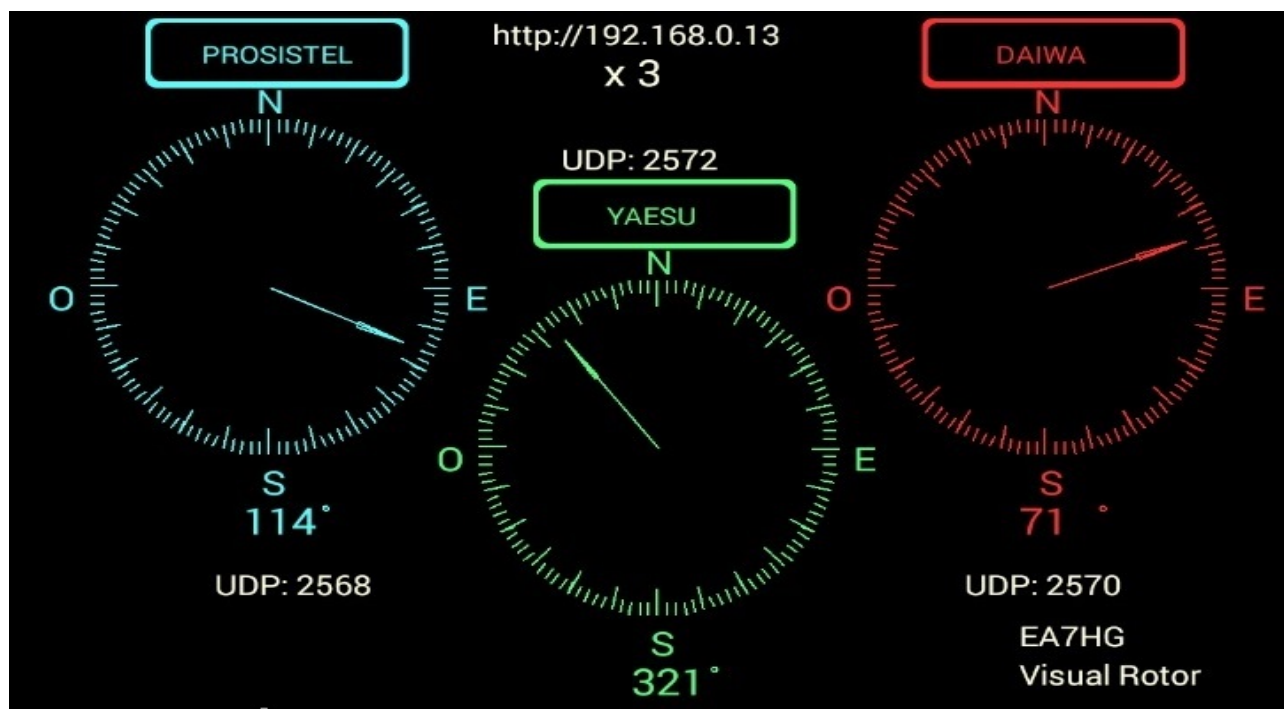 http://192.168.0.13
x 3
PROSISTEL
N
O
E
S
114°
UDP: 2568
UDP: 2572
YAESU
N
O
E
S
321°
DAIWA
N
O
E
S
71 °
UDP: 2570
EA7HG
Visual Rotor